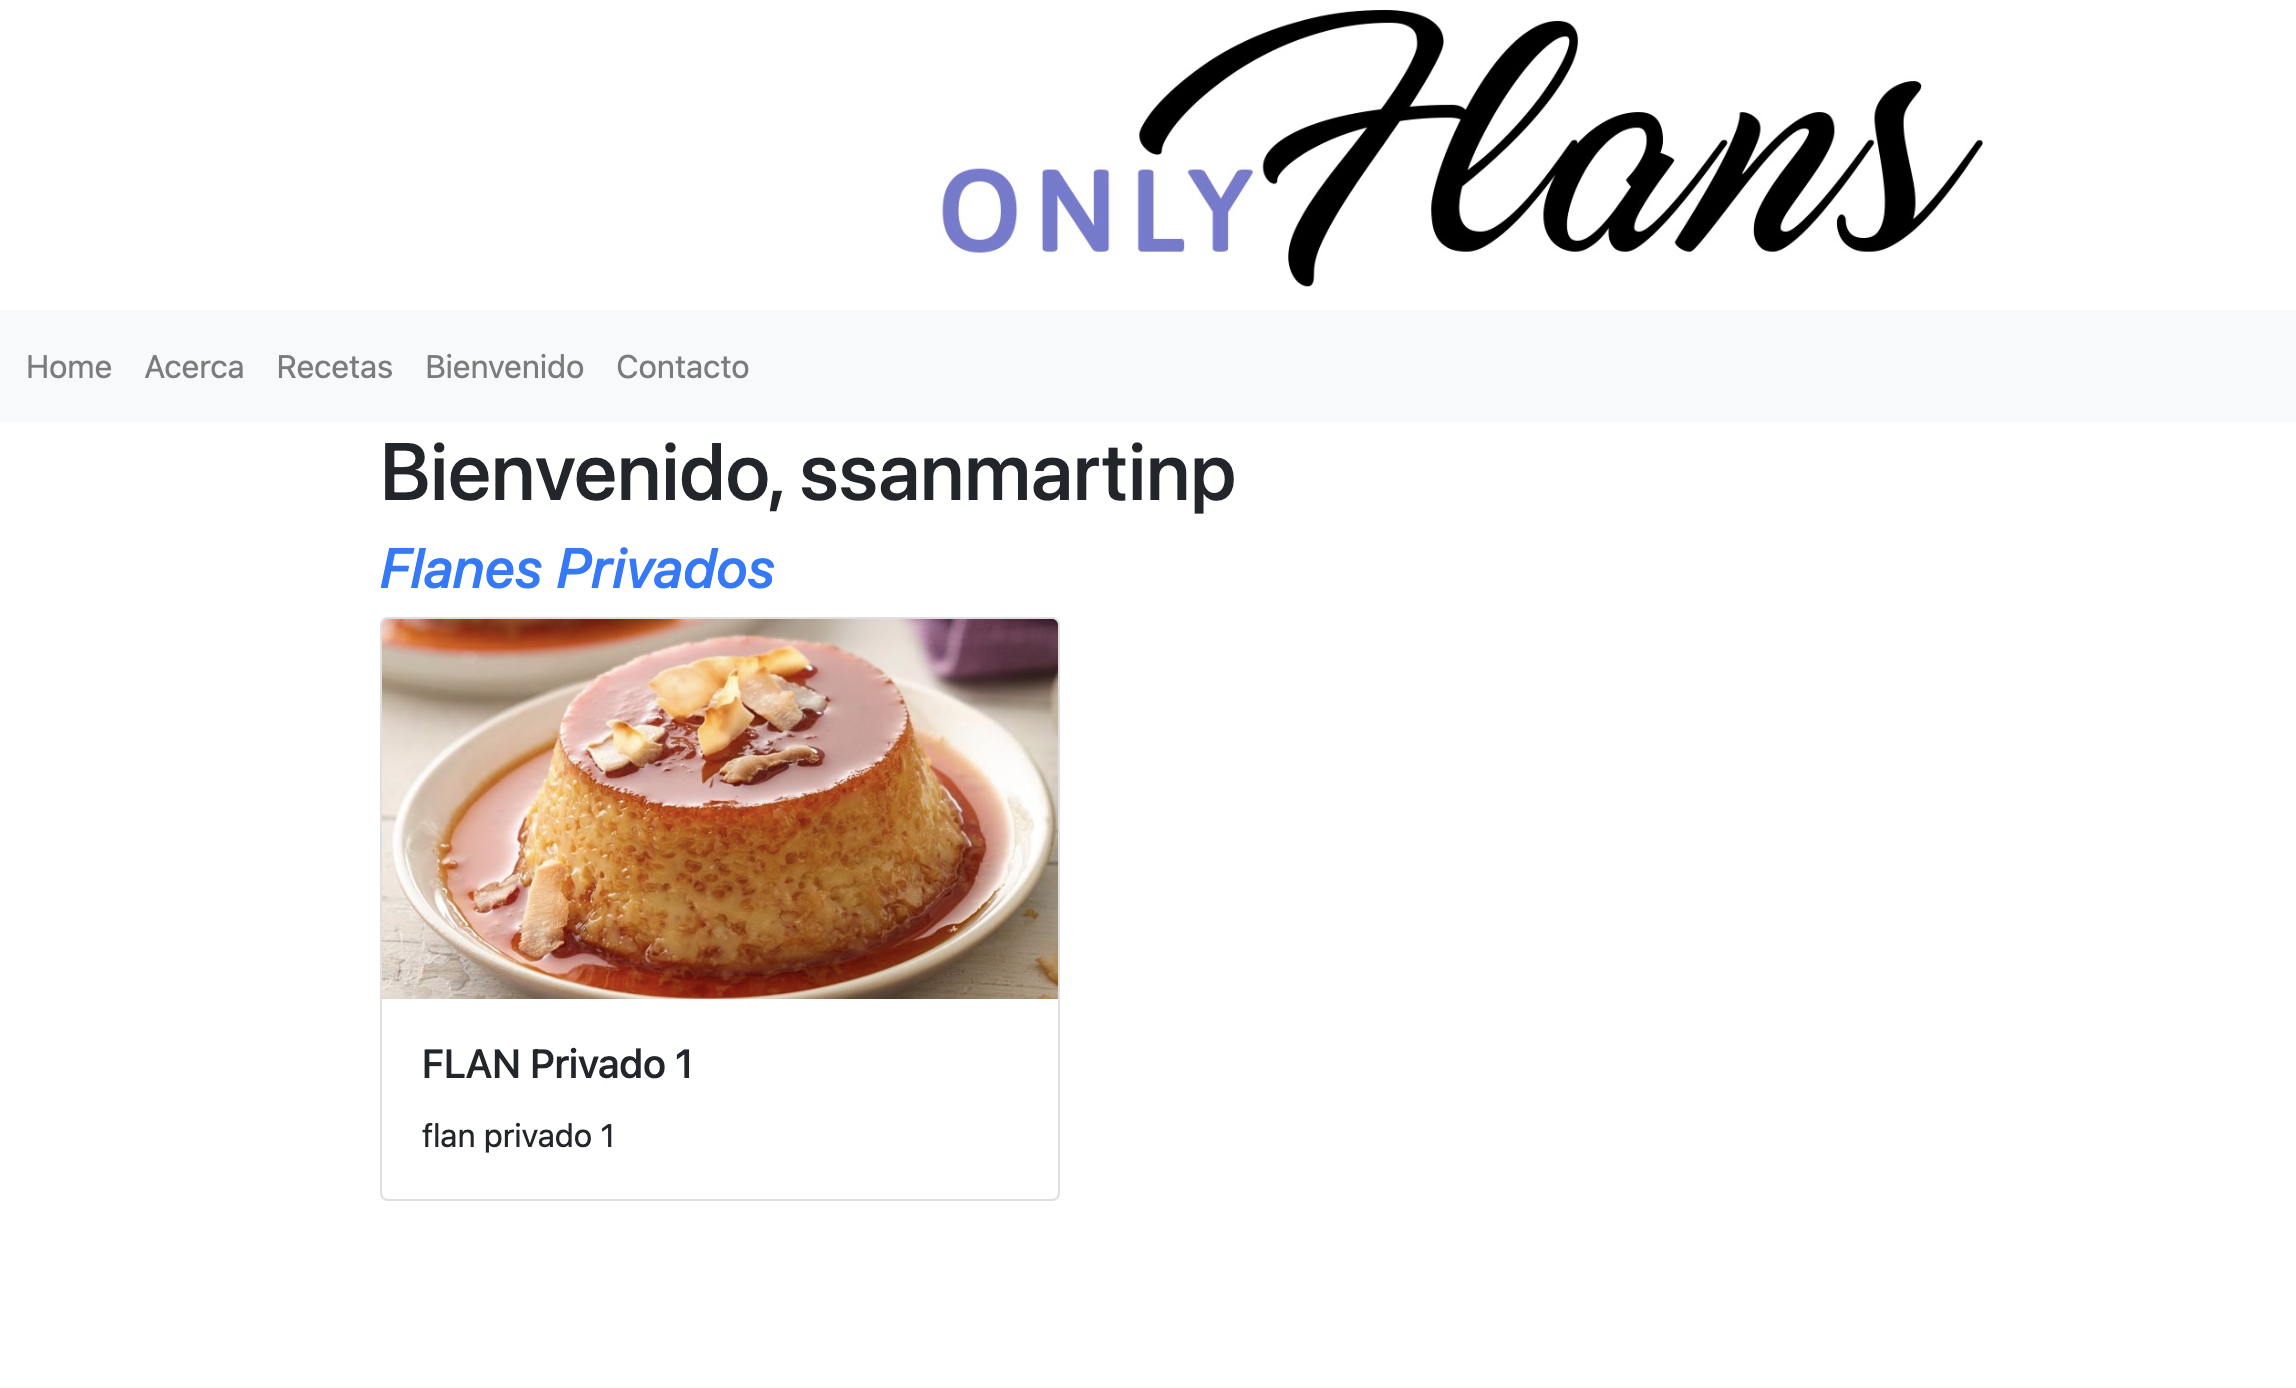 ONLY Flans
Home Acerca Recetas Bienvenido Contacto
Bienvenido, ssanmartinp
Flanes Privados
FLAN Privado 1
flan privado 1